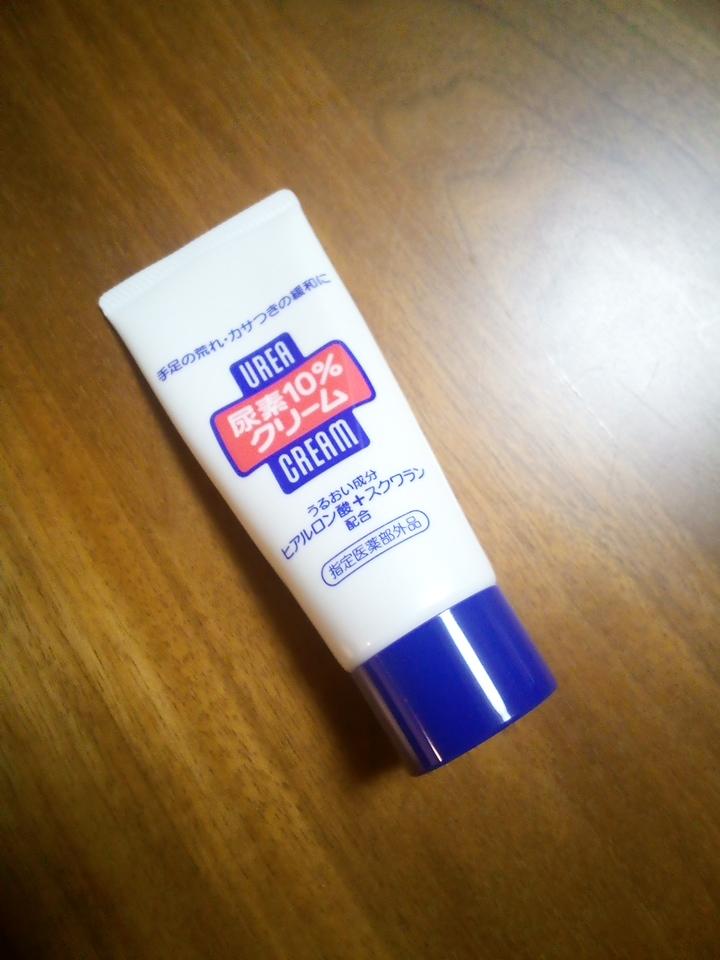 手足の荒れ・カサつきの緩和に
UREA
尿素10%
クリーム
CREAM
うるおい成分
ヒアルロン酸+スクワラン
配合
指定医薬部外品